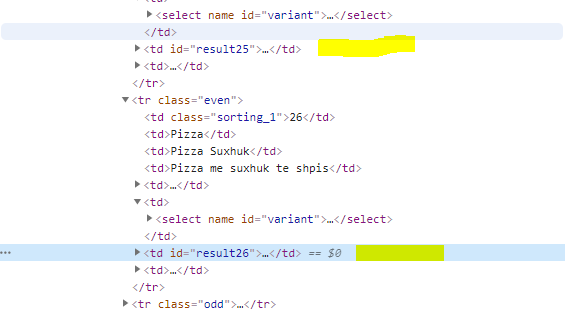 <td>
<select name id="variant">…</select>
</td>
<td id="result25">…</td>
<td>…</td>
</tr>
<tr class="even">
<td class="sorting_1">26</td>
<td>Pizza</td>
<td>Pizza Suxhuk</td>
<td>Pizza me suxhuk te shpis</td>
<td>…</td>
<td>
<select name id="variant">…</select>
</td>
… <td id="result26">…</td> == $0
<td>…</td>
</tr>
<tr class="odd">…</tr>